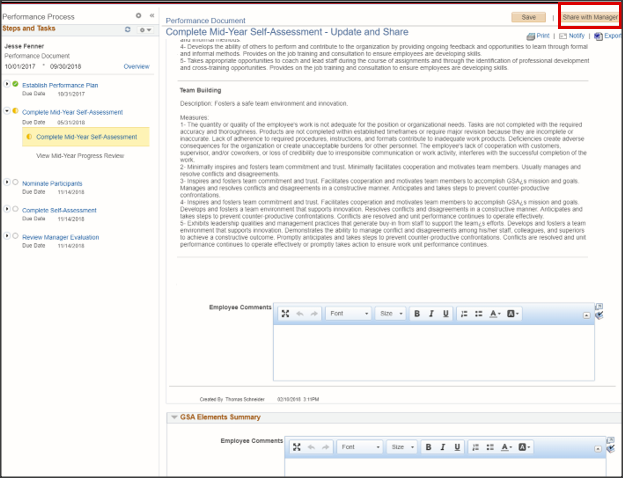 Performance Process
Steps and Tasks
Jesse Fenner
Performance Document
10/01/2017 - 09/30/2018 Overview
Establish Performance Plan
Due Date 10/31/2017
Complete Mid-Year Self-Assessment
Due Date 05/31/2018
Complete Mid-Year Self-Assessment
View Mid-Year Progress Review
Nominate Participants
Due Date 11/14/2018
Complete Self-Assessment
Due Date 11/14/2018
Review Manager Evaluation
Due Date 11/14/2018
Performance Document
Save | Share with Manager
Complete Mid-Year Self-Assessment - Update and Share
Print | Notify | Export
and informal methods.
4- Develops the ability of others to perform and contribute to the organization by providing ongoing feedback and opportunities to learn through formal
and informal methods. Provides on the job training and consultation to ensure employees are developing skills.
5- Takes appropriate opportunities to coach and lead staff during the course of assignments and through the identification of professional development
and cross-training opportunities. Provides on the job training and consultation to ensure employees are developing skills.
Team Building
Description: Fosters a safe team environment and innovation.
Measures:
1- The quality or quantity of the employee's work is not adequate for the position or organizational needs. Tasks are not completed with the required
accuracy and thoroughness. Products are not completed within established timeframes or require major revision because they are incomplete or
inaccurate. Lack of adherence to required procedures, instructions, and formats contribute to inadequate work products. Deficiencies create adverse
consequences for the organization or create unacceptable burdens for other personnel. The employee's lack of cooperation with customers,
supervisor, and/or coworkers, or loss of credibility due to irresponsible communication or work activity, interferes with the successful completion of the
work.
2- Minimally inspires and fosters team commitment and trust. Minimally facilitates cooperation and motivates team members. Usually manages and
resolve conflicts and disagreements.
3- Inspires and fosters team commitment and trust. Facilitates cooperation and motivates team members to accomplish GSA¿s mission and goals.
Manages and resolves conflicts and disagreements in a constructive manner. Anticipates and takes steps to prevent counter-productive
confrontations.
4- Inspires and fosters team commitment and trust. Facilitates cooperation and motivates team members to accomplish GSA¿s mission and goals.
Develops and fosters a team environment that supports innovation. Resolves conflicts and disagreements in a constructive manner. Anticipates and
takes steps to prevent counter-productive confrontations. Conflicts are resolved and unit performance continues to operate effectively.
5- Exhibits leadership qualities and management practices that generate buy-in from staff to support the team¿s efforts. Develops and fosters a team
environment that supports innovation. Demonstrates the ability to manage conflict and disagreements among his/her staff, colleagues, and superiors
to achieve a constructive outcome. Promptly anticipates and takes steps to prevent counter-productive confrontations. Conflicts are resolved and unit
performance continues to operate effectively or promptly takes action to ensure work unit performance continues.
Employee Comments
Font Size B I U A A
Created By Thomas Schneider 02/10/2018 3:11PM
GSA Elements Summary
Employee Comments
Font Size B I U A A